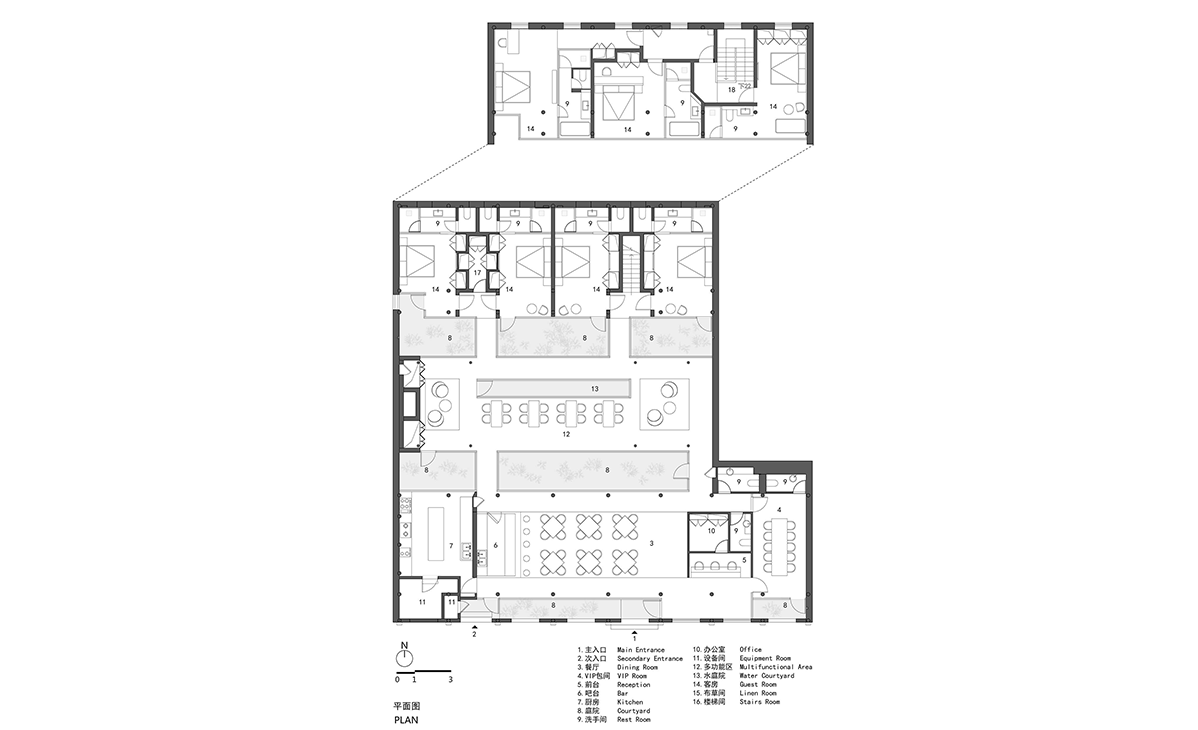 14
9
14
9
18
下22
14
9
9
9
9
9
14
17
14
14
14
8
8
8
13
12
8
8
9
9
4
7
6
3
10
9
5
11
11
8
8
2
1
N
0 1 3
平面图
PLAN
1. 主入口 Main Entrance
2. 次入口 Secondary Entrance
3. 餐厅 Dining Room
4. VIP包间 VIP Room
5. 前台 Reception
6. 吧台 Bar
7. 厨房 Kitchen
8. 庭院 Courtyard
9. 洗手间 Rest Room
10. 办公室 Office
11. 设备间 Equipment Room
12. 多功能区 Multifunctional Area
13. 水庭院 Water Courtyard
14. 客房 Guest Room
15. 布草间 Linen Room
16. 楼梯间 Stairs Room